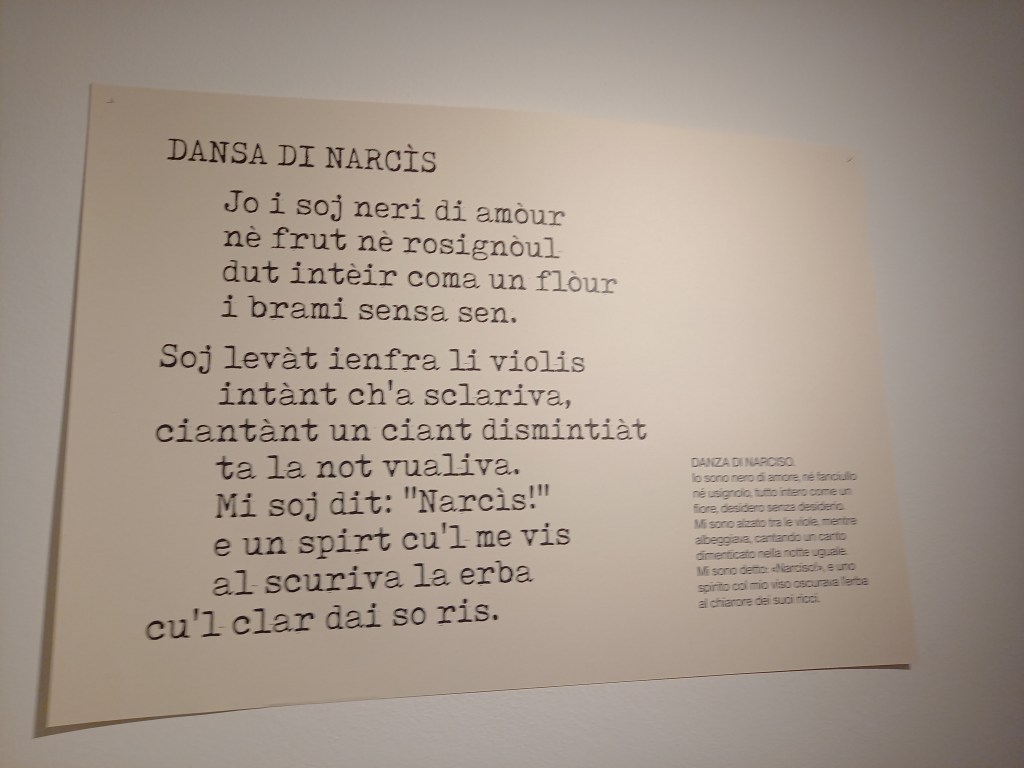 DANSA DI NARCÌS
Jo i soj neri di amòur
nè frut nè rosignòul
dut intèir coma un flòur
i brami sensa sen.
Soj levàt ienfra li violis
intànt ch'a sclariva,
ciantànt un ciant dismintiàt
ta la not vualiva.
Mi soj dit: "Narcìs!"
e un spirt cu'l me vis
al scuriva la erba
cu'l clar dai so ris.
DANZA DI NARCISO.
Io sono nero di amore, né fanciullo
né usignolo, tutto intero come un
fiore, desidero senza desiderio.
Mi sono alzato tra le viole, mentre
albeggiava, cantando un canto
dimenticato nella notte uguale.
Mi sono detto: «Narciso!», e uno
spirito col mio viso oscurava l'erba
al chiarore dei suoi ricci.